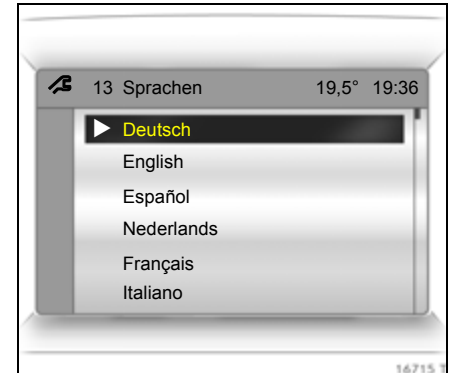 13 Sprachen 19,5° 19:36
Deutsch
English
Español
Nederlands
Français
Italiano
16715 T